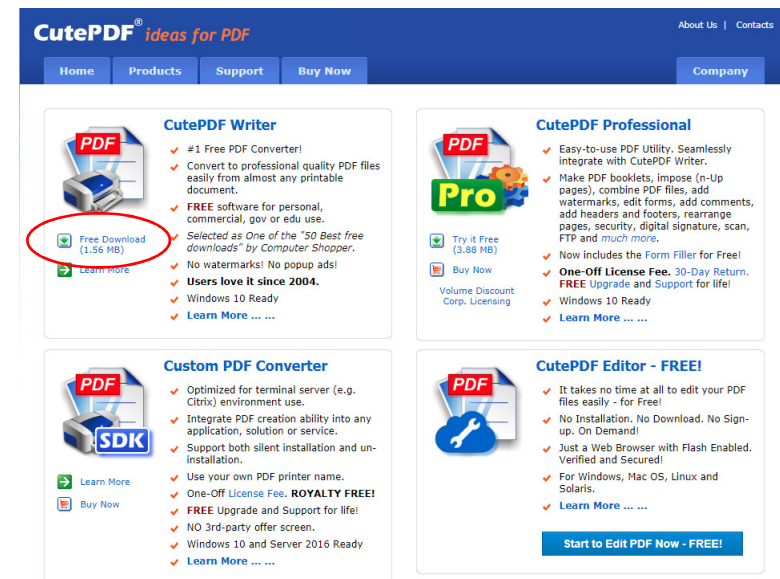 CutePDF® ideas for PDF
About Us | Contacts
Home Products Support Buy Now Company
CutePDF Writer
PDF
#1 Free PDF Converter!
Convert to professional quality PDF files
easily from almost any printable
document.
FREE software for personal,
commercial, gov or edu use.
Selected as One of the "50 Best free
downloads" by Computer Shopper.
No watermarks! No popup ads!
Users love it since 2004.
Windows 10 Ready
Learn More ... ...
Free Download
(1.56 MB)
Learn More
CutePDF Professional
PDF
Pro
Easy-to-use PDF Utility. Seamlessly
integrate with CutePDF Writer.
Make PDF booklets, impose (n-Up
pages), combine PDF files, add
watermarks, edit forms, add comments,
add headers and footers, rearrange
pages, security, digital signature, scan,
FTP and much more.
Now includes the Form Filler for Free!
One-Off License Fee. 30-Day Return.
FREE Upgrade and Support for life!
Windows 10 Ready
Learn More ... ...
Try it Free
(3.88 MB)
Buy Now
Volume Discount
Corp. Licensing
Custom PDF Converter
PDF
SDK
Optimized for terminal server (e.g.
Citrix) environment use.
Integrate PDF creation ability into any
application, solution or service.
Support both silent installation and un-
installation.
Use your own PDF printer name.
One-Off License Fee. ROYALTY FREE!
FREE Upgrade and Support for life!
NO 3rd-party offer screen.
Windows 10 and Server 2016 Ready
Learn More ... ...
Learn More
Buy Now
CutePDF Editor - FREE!
PDF
It takes no time at all to edit your PDF
files easily - for Free!
No Installation. No Download. No Sign-
up. On Demand!
Just a Web Browser with Flash Enabled.
Verified and Secured!
For Windows, Mac OS, Linux and
Solaris.
Learn More ... ...
Start to Edit PDF Now - FREE!